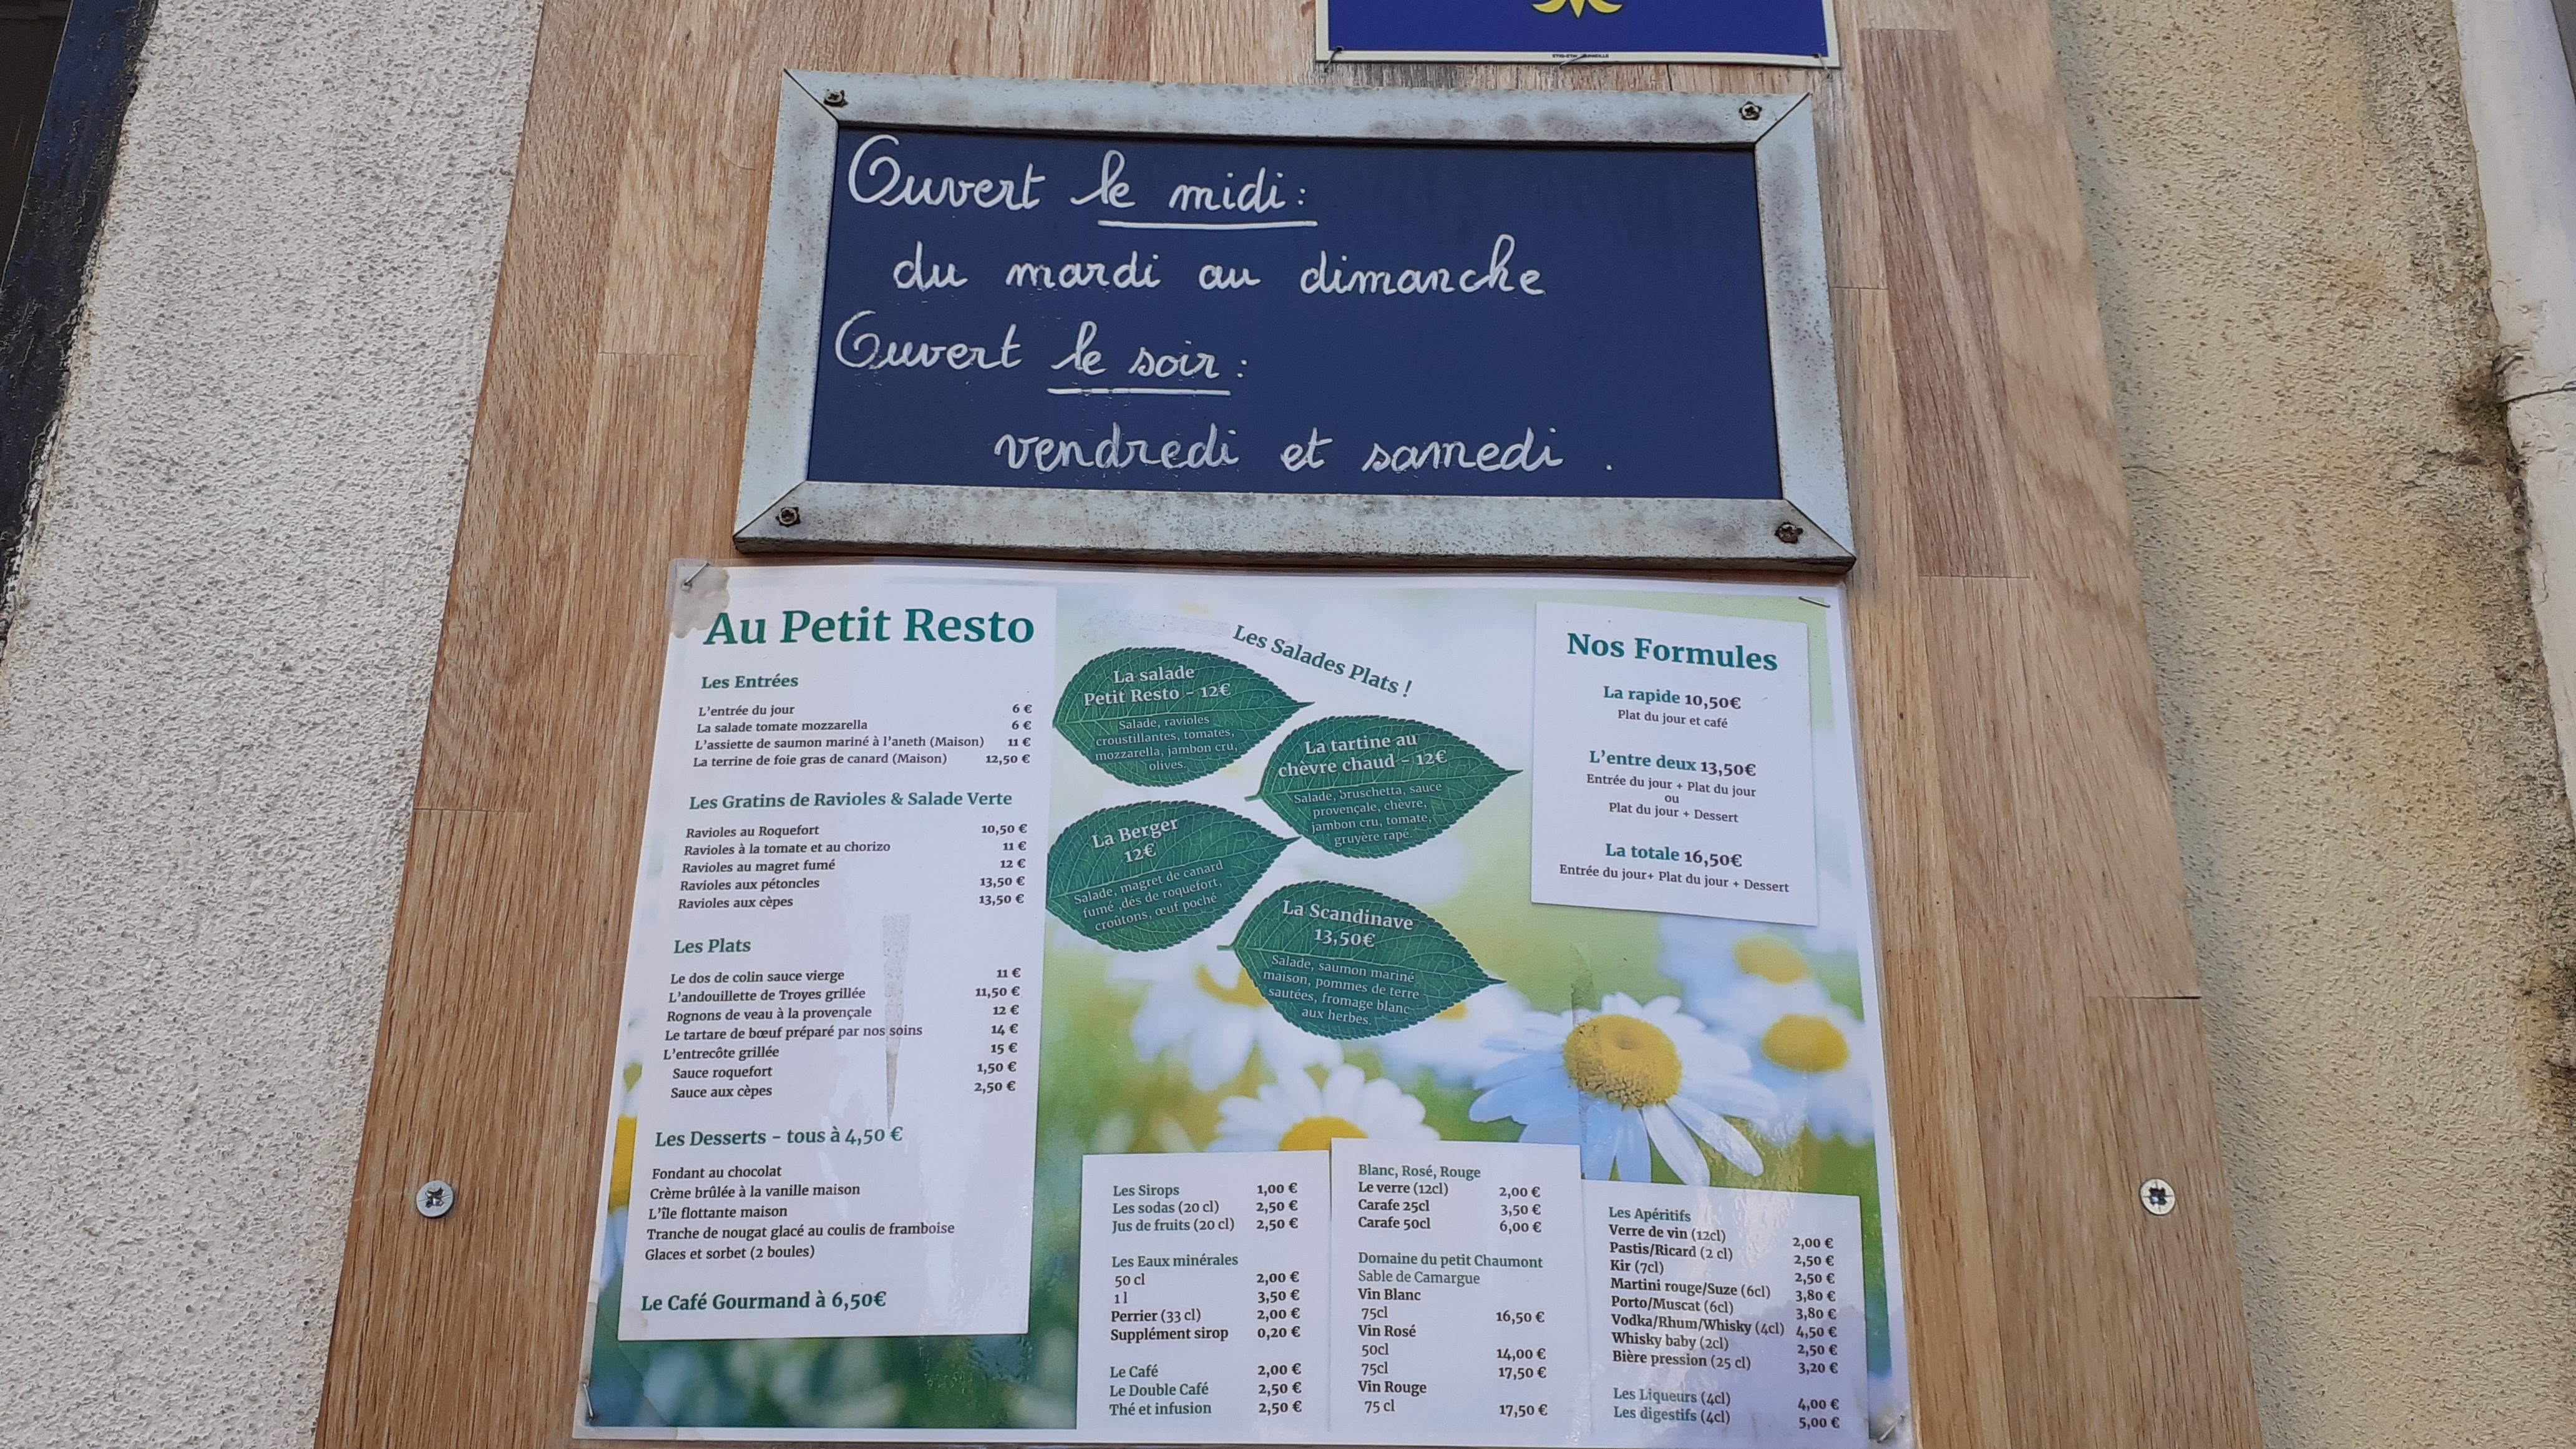 Ouvert le midi :
du mardi au dimanche
Ouvert le soir :
vendredi et samedi .
Au Petit Resto
Les Entrées
L'entrée du jour 6 €
La salade tomate mozzarella 6 €
L'assiette de saumon mariné à l'aneth (Maison) 11 €
La terrine de foie gras de canard (Maison) 12,50 €
Les Gratins de Ravioles & Salade Verte
Ravioles au Roquefort 10,50 €
Ravioles à la tomate et au chorizo 11 €
Ravioles au magret fumé 12 €
Ravioles aux pétoncles 13,50 €
Ravioles aux cèpes 13,50 €
Les Plats
Le dos de colin sauce vierge 11 €
L'andouillette de Troyes grillée 11,50 €
Rognons de veau à la provençale 12 €
Le tartare de bœuf préparé par nos soins 14 €
L'entrecôte grillée 15 €
Sauce roquefort 1,50 €
Sauce aux cèpes 2,50 €
Les Desserts - tous à 4,50 €
Fondant au chocolat
Crème brûlée à la vanille maison
L'île flottante maison
Tranche de nougat glacé au coulis de framboise
Glaces et sorbet (2 boules)
Le Café Gourmand à 6,50€
Les Salades Plats !
La salade
Petit Resto - 12€
Salade, ravioles
croustillantes, tomates,
mozzarella, jambon cru,
olives.
La tartine au
chèvre chaud - 12€
Salade, bruschetta, sauce
provençale, chèvre,
jambon cru, tomate,
gruyère rapé.
La Berger
12€
Salade, magret de canard
fumé ,dés de roquefort,
croûtons, œuf poché
La Scandinave
13,50€
Salade, saumon mariné
maison, pommes de terre
sautées, fromage blanc
aux herbes.
Nos Formules
La rapide 10,50€
Plat du jour et café
L'entre deux 13,50€
Entrée du jour + Plat du jour
ou
Plat du jour + Dessert
La totale 16,50€
Entrée du jour+ Plat du jour + Dessert
Les Sirops 1,00 €
Les sodas (20 cl) 2,50 €
Jus de fruits (20 cl) 2,50 €
Les Eaux minérales
50 cl 2,00 €
1 l 3,50 €
Perrier (33 cl) 2,00 €
Supplément sirop 0,20 €
Le Café 2,00 €
Le Double Café 2,50 €
Thé et infusion 2,50 €
Blanc, Rosé, Rouge
Le verre (12cl) 2,00 €
Carafe 25cl 3,50 €
Carafe 50cl 6,00 €
Domaine du petit Chaumont
Sable de Camargue
Vin Blanc
75cl 16,50 €
Vin Rosé
50cl 14,00 €
75cl 17,50 €
Vin Rouge
75 cl 17,50 €
Les Apéritifs
Verre de vin (12cl) 2,00 €
Pastis/Ricard (2 cl) 2,50 €
Kir (7cl) 2,50 €
Martini rouge/Suze (6cl) 3,80 €
Porto/Muscat (6cl) 3,80 €
Vodka/Rhum/Whisky (4cl) 4,50 €
Whisky baby (2cl) 2,50 €
Bière pression (25 cl) 3,20 €
Les Liqueurs (4cl) 4,00 €
Les digestifs (4cl) 5,00 €